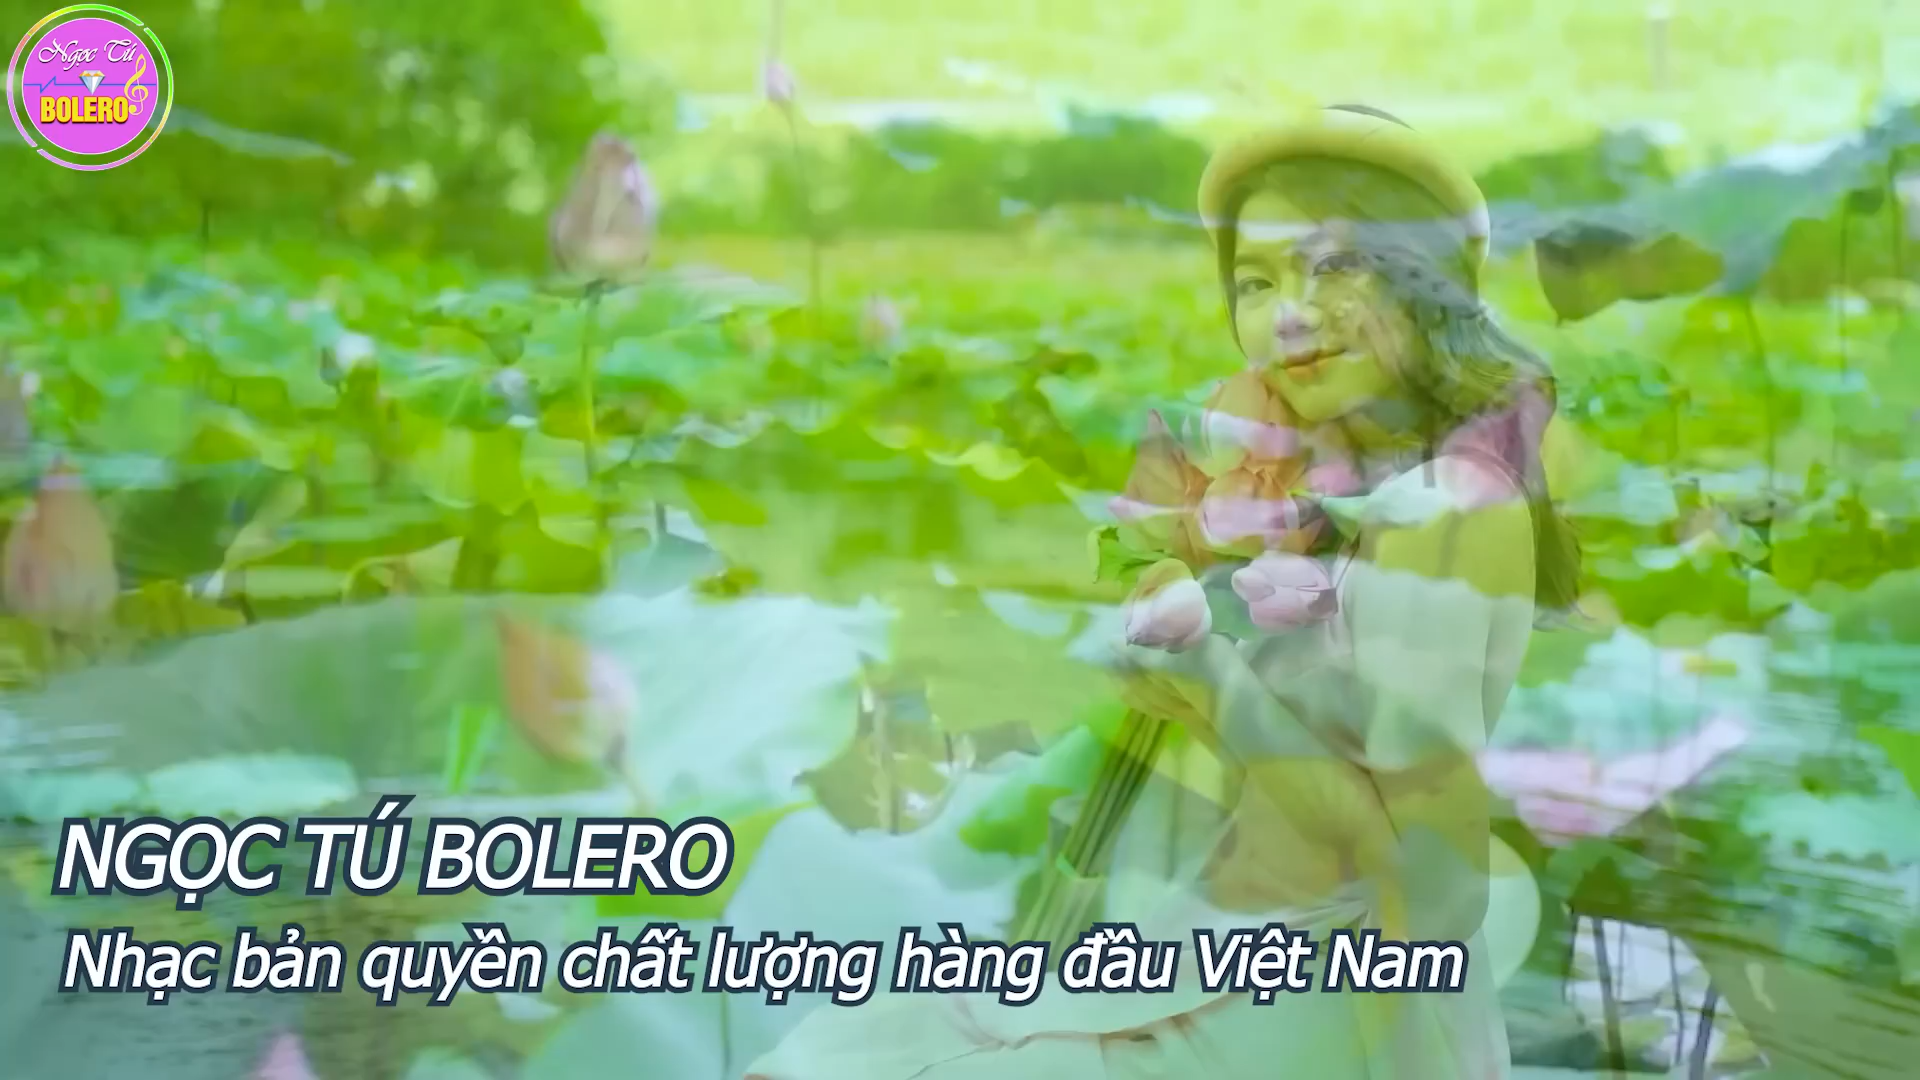 Ngọc Tú
BOLERO
NGỌC TÚ BOLERO
Nhạc bản quyền chất lượng hàng đầu Việt Nam